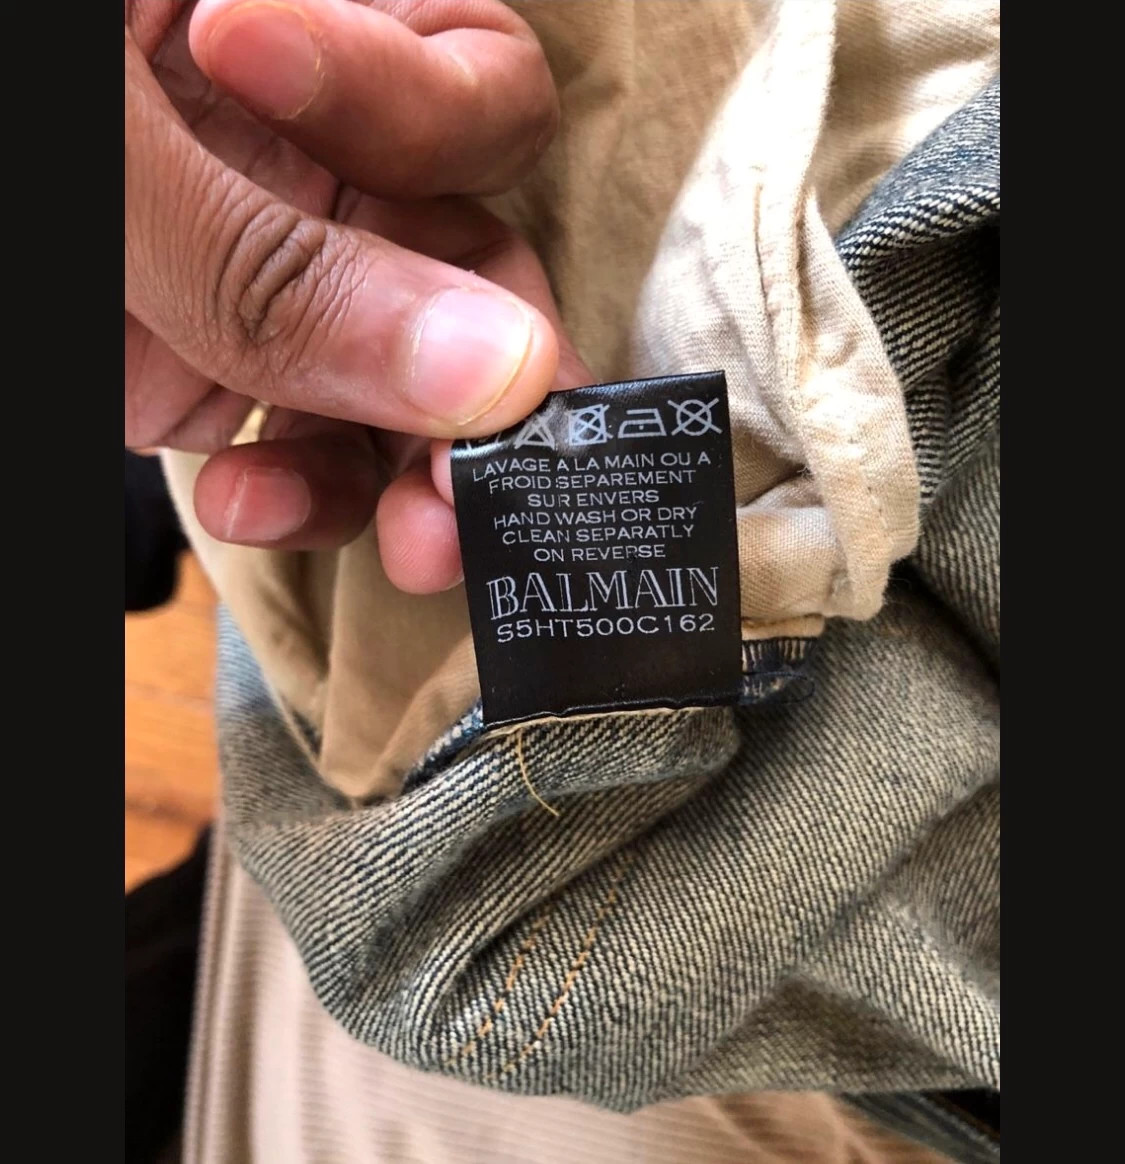 LAVAGE A LA MAIN OU A
FROID SEPAREMENT
SUR ENVERS
HAND WASH OR DRY
CLEAN SEPARATLY
ON REVERSE
BALMAIN
S5HT500C162